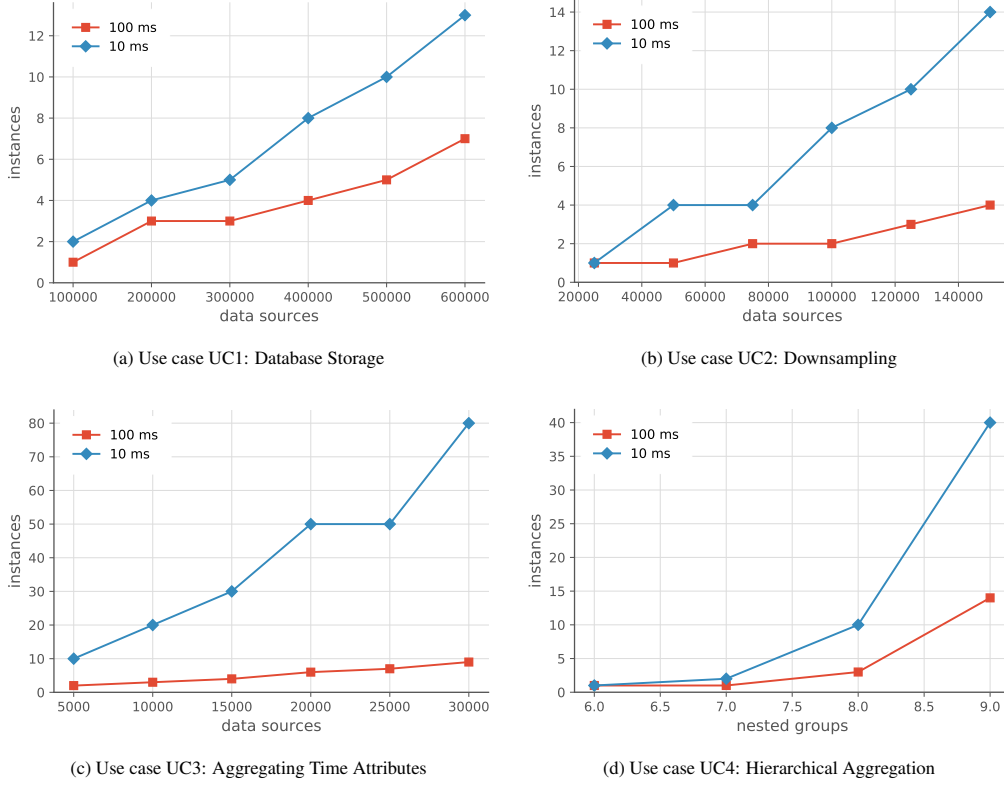 100 ms
10 ms
12
10
8
6
4
2
0
instances
100000 200000 300000 400000 500000 600000
data sources
(a) Use case UC1: Database Storage
100 ms
10 ms
14
12
10
8
6
4
2
0
instances
20000 40000 60000 80000 100000 120000 140000
data sources
(b) Use case UC2: Downsampling
100 ms
10 ms
80
70
60
50
40
30
20
10
0
instances
5000 10000 15000 20000 25000 30000
data sources
(c) Use case UC3: Aggregating Time Attributes
100 ms
10 ms
40
35
30
25
20
15
10
5
0
instances
6.0 6.5 7.0 7.5 8.0 8.5 9.0
nested groups
(d) Use case UC4: Hierarchical Aggregation